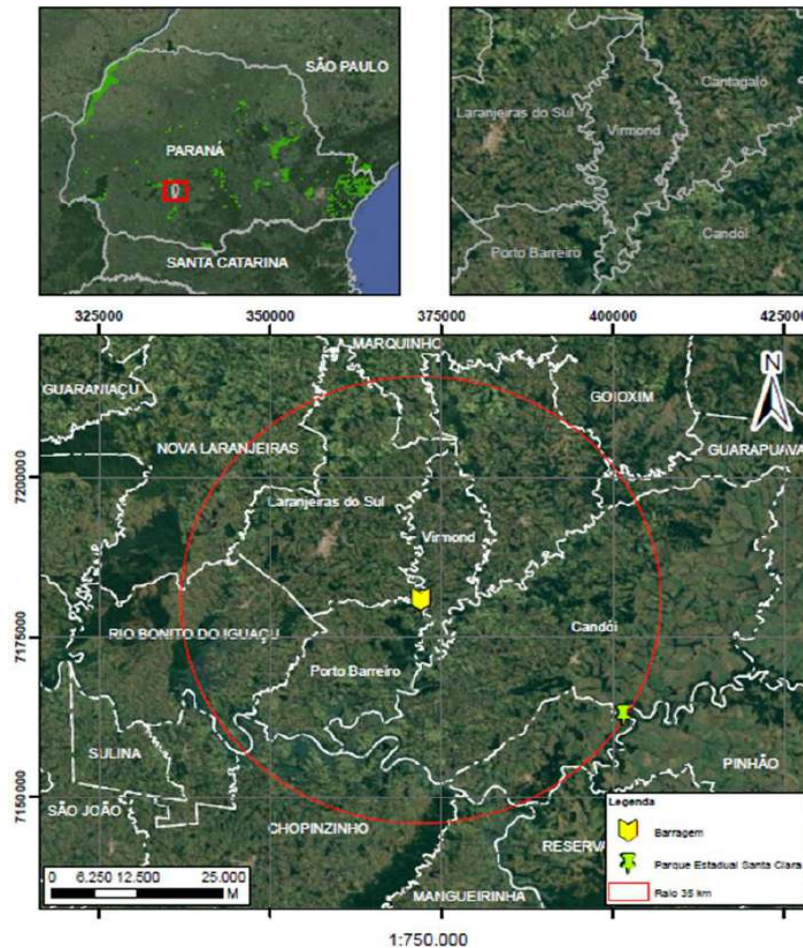 SÃO PAULO
PARANÁ
SANTA CATARINA
Cantagalo
Laranjeiras do Sul
Virmond
Candói
Porto Barreiro
325000 350000 375000 400000 425000
MARQUINHO
N
GUARANIAÇU
GOIOXIM
NOVA LARANJEIRAS
GUARAPUAVA
7200000
Laranjeiras do Sul
Virmond
Candói
RIO BONITO DO IGUAÇU
7175000
Porto Barreiro
SULINA
PINHÃO
7150000
SÃO JOÃO
CHOPINZINHO
RESERVA
MANGUEIRINHA
Legenda
Barragem
Parque Estadual Santa Clara
Raio 35 km
0 6.250 12.500 25.000
M
1:750.000